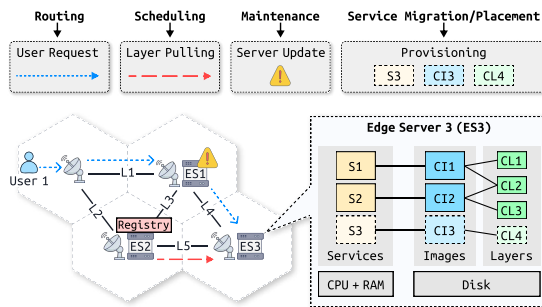 Routing
Scheduling
Maintenance
Service Migration/Placement
User Request
Layer Pulling
Server Update
Provisioning
S3
CI3
CL4
User 1
L1
ES1
L2
L3
L4
Registry
ES2
L5
ES3
Edge Server 3 (ES3)
S1
CI1
CL1
CL2
S2
CI2
CL3
S3
CI3
CL4
Services
Images
Layers
CPU + RAM
Disk